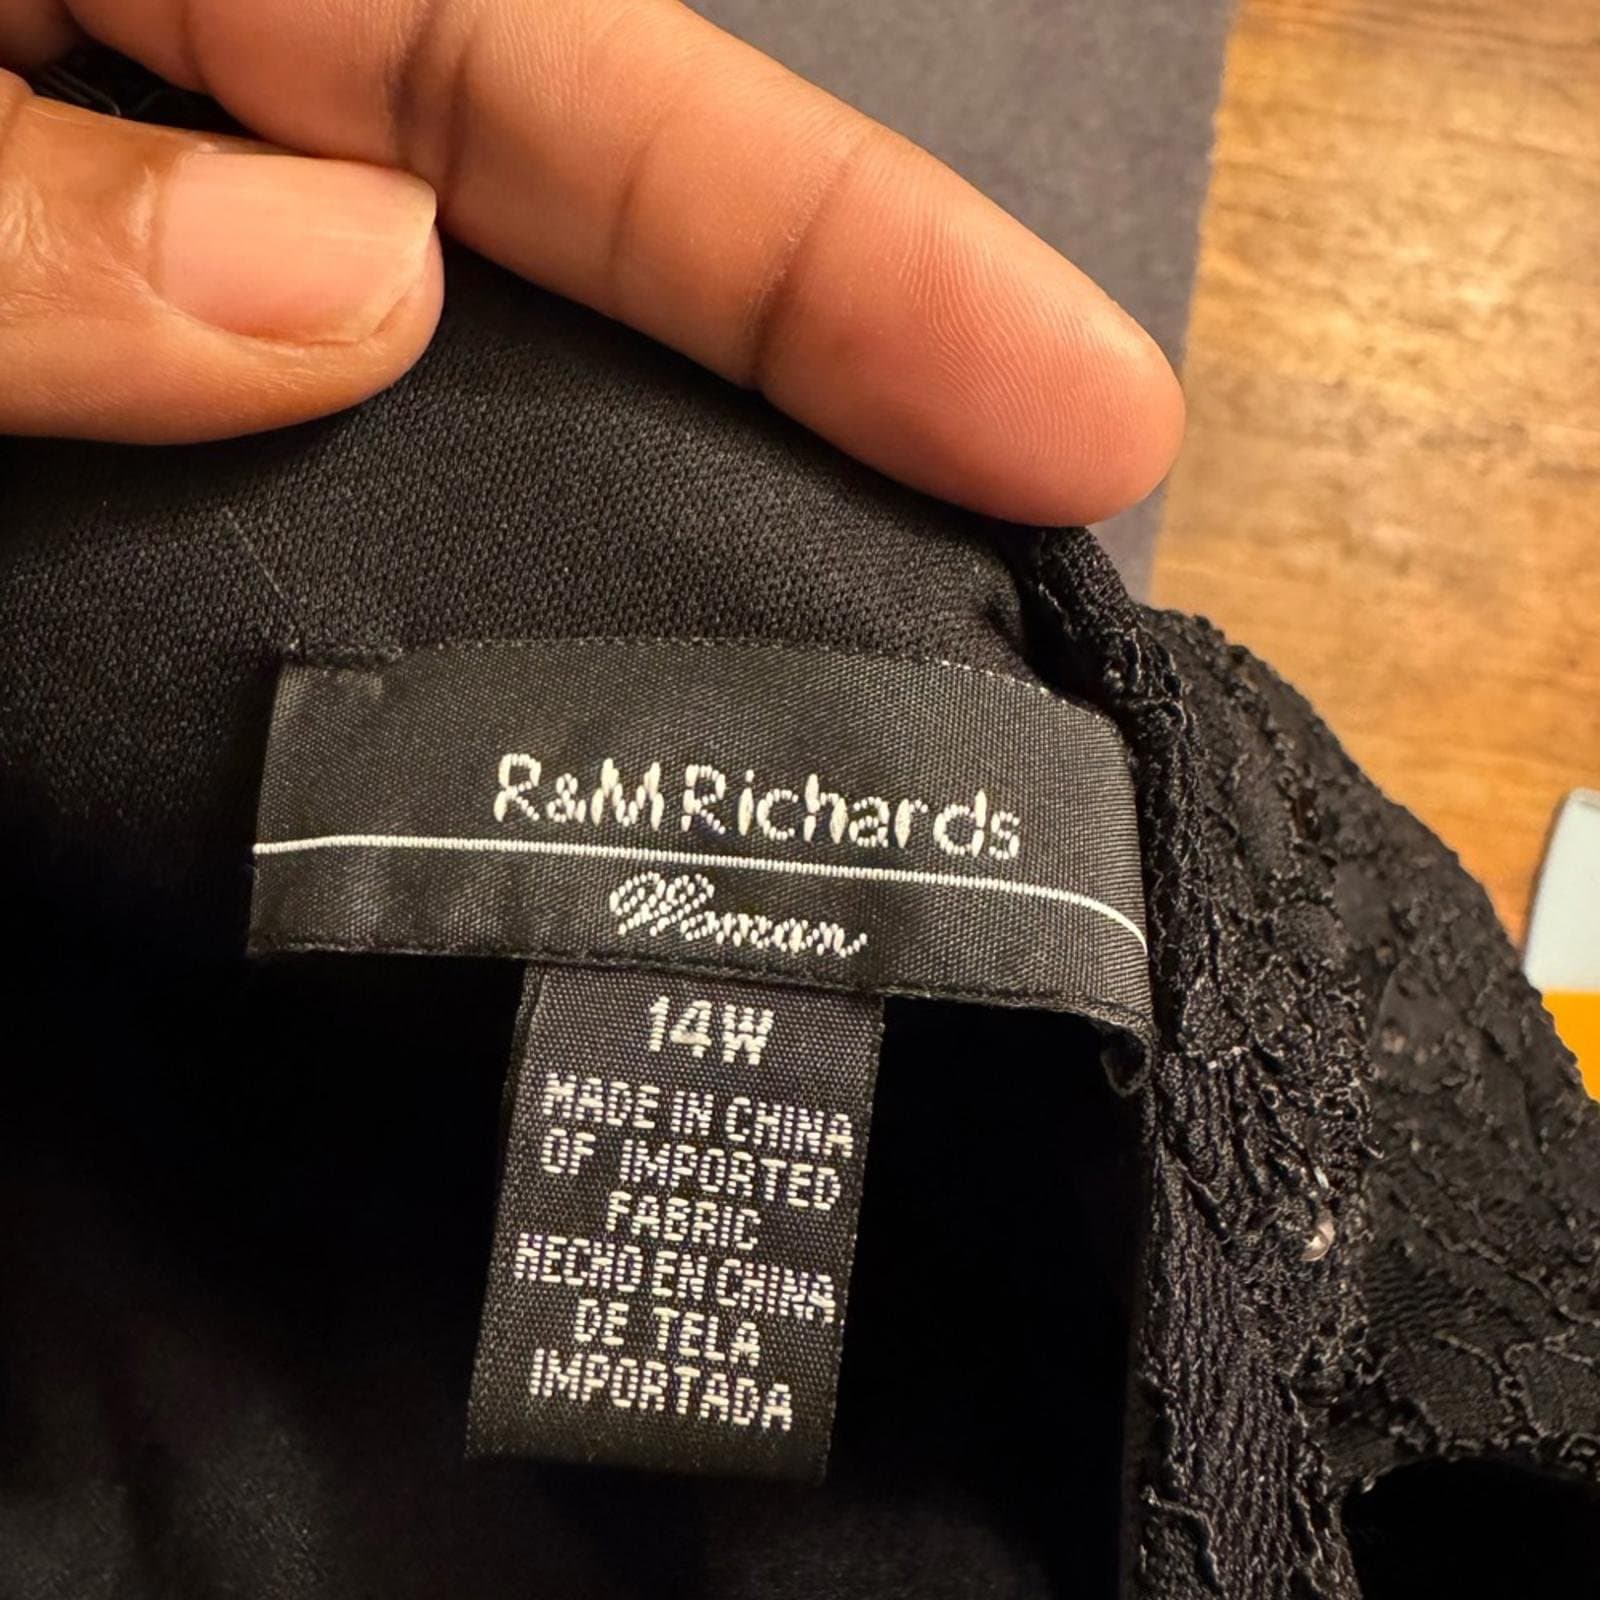 R&M Richards
Woman
14W
MADE IN CHINA
OF IMPORTED
FABRIC
HECHO EN CHINA
DE TELA
IMPORTADA